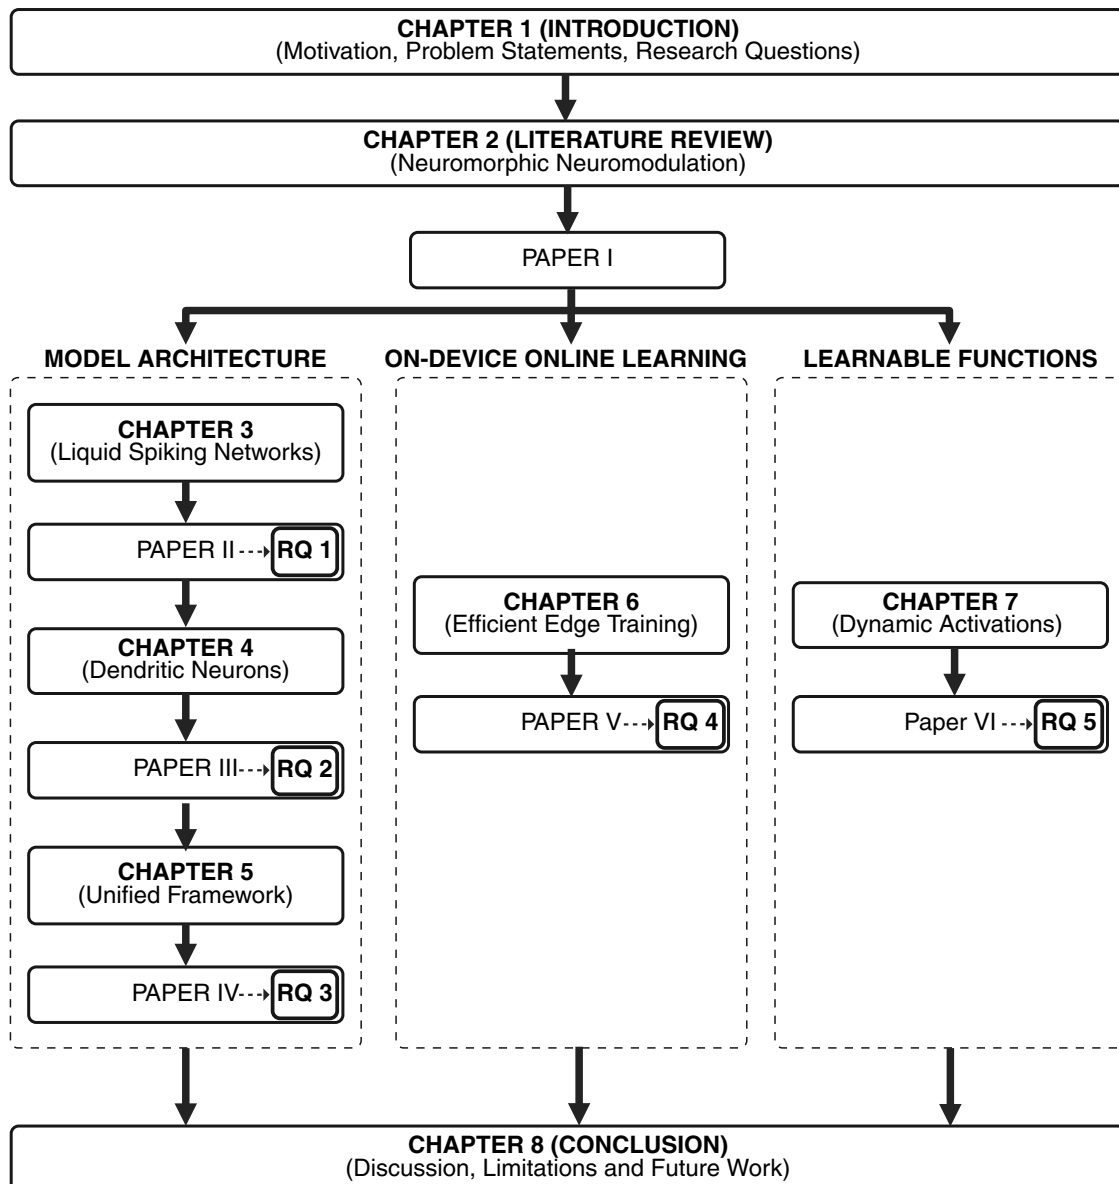 CHAPTER 1 (INTRODUCTION)
(Motivation, Problem Statements, Research Questions)
CHAPTER 2 (LITERATURE REVIEW)
(Neuromorphic Neuromodulation)
PAPER I
MODEL ARCHITECTURE
CHAPTER 3
(Liquid Spiking Networks)
PAPER II
RQ 1
CHAPTER 4
(Dendritic Neurons)
PAPER III
RQ 2
CHAPTER 5
(Unified Framework)
PAPER IV
RQ 3
ON-DEVICE ONLINE LEARNING
CHAPTER 6
(Efficient Edge Training)
PAPER V
RQ 4
LEARNABLE FUNCTIONS
CHAPTER 7
(Dynamic Activations)
Paper VI
RQ 5
CHAPTER 8 (CONCLUSION)
(Discussion, Limitations and Future Work)